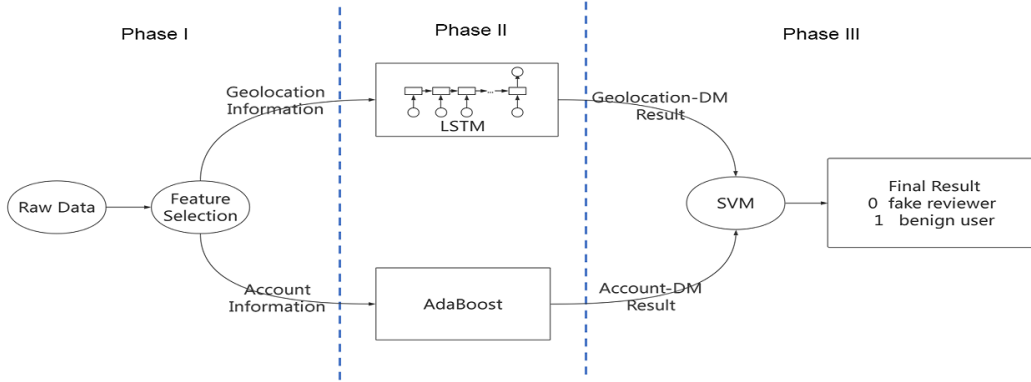 Phase I
Phase II
Phase III
Geolocation
Information
...
LSTM
Geolocation-DM
Result
Raw Data
Feature
Selection
SVM
Final Result
0 fake reviewer
1 benign user
Account
Information
AdaBoost
Account-DM
Result